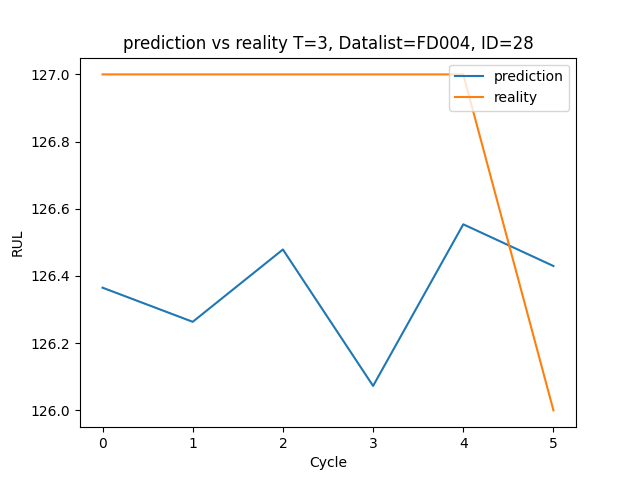 prediction vs reality T=3, Datalist=FD004, ID=28
127.0
126.8
126.6
126.4
126.2
126.0
RUL
prediction
reality
0 1 2 3 4 5
Cycle